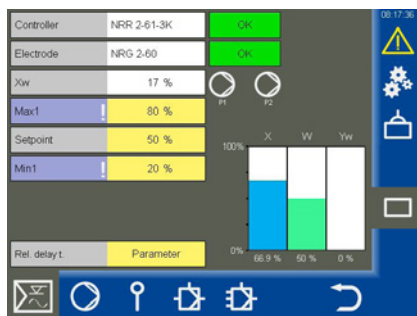 08:17:36
Controller NRR 2-61-3K OK
Electrode NRG 2-60 OK
Xw 17 %
P1 P2
Max1 ! 80 %
Setpoint 50 %
X W Yw
100%
Min1 ! 20 %
Rel. delay t. Parameter
0%
66.9 % 50 % 0 %